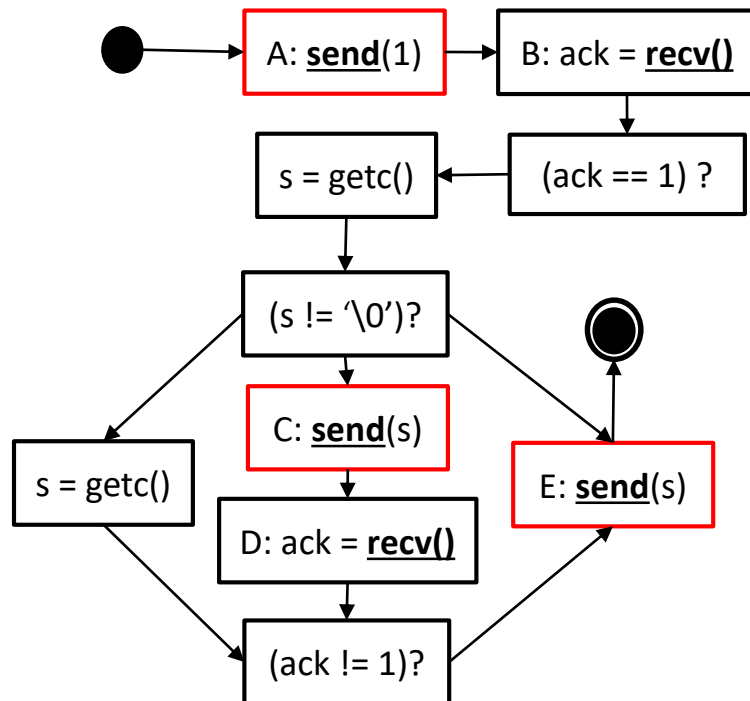 A: send(1)
B: ack = recv()
(ack == 1) ?
s = getc()
(s != ‘\0’)?
C: send(s)
s = getc()
E: send(s)
D: ack = recv()
(ack != 1)?